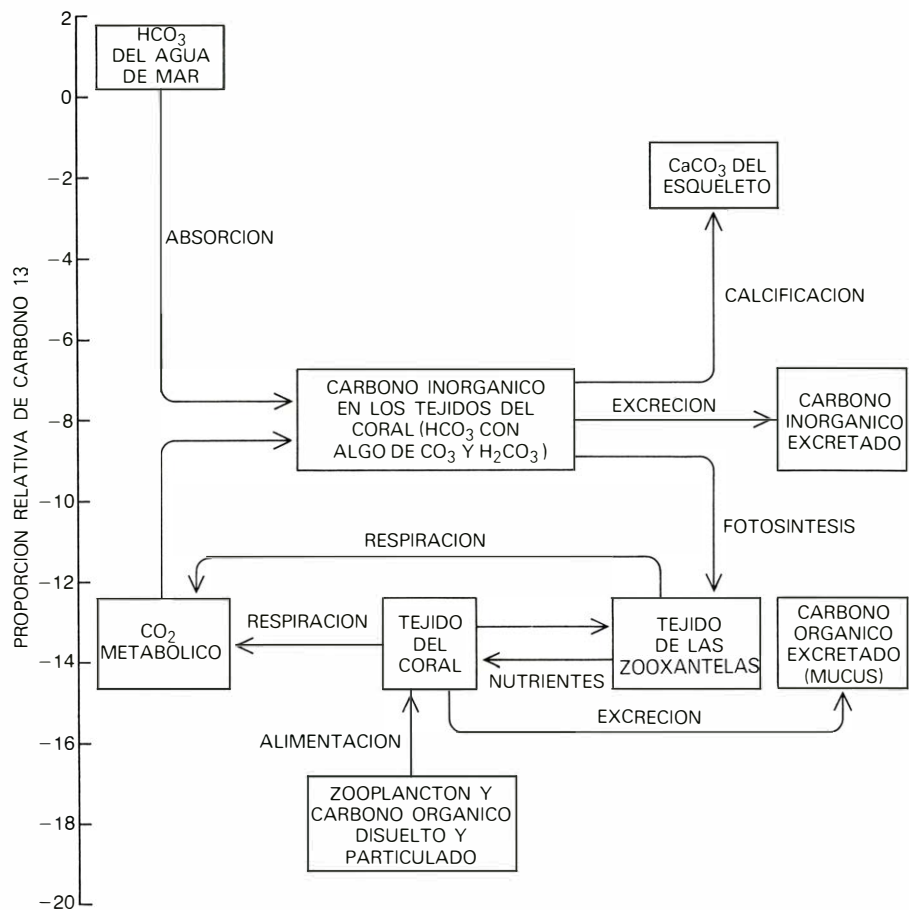 PROPORCION RELATIVA DE CARBONO 13
2
0
−2
−4
−6
−8
−10
−12
−14
−16
−18
−20
HCO₃
DEL AGUA
DE MAR
ABSORCION
CaCO₃ DEL
ESQUELETO
CALCIFICACION
CARBONO INORGANICO
EN LOS TEJIDOS DEL
CORAL (HCO₃ CON
ALGO DE CO₃ Y H₂CO₃)
EXCRECION
CARBONO
INORGANICO
EXCRETADO
FOTOSINTESIS
RESPIRACION
CO₂
METABOLICO
RESPIRACION
TEJIDO
DEL
CORAL
NUTRIENTES
TEJIDO
DE LAS
ZOOXANTELAS
CARBONO
ORGANICO
EXCRETADO
(MUCUS)
EXCRECION
ALIMENTACION
ZOOPLANCTON Y
CARBONO ORGANICO
DISUELTO Y
PARTICULADO